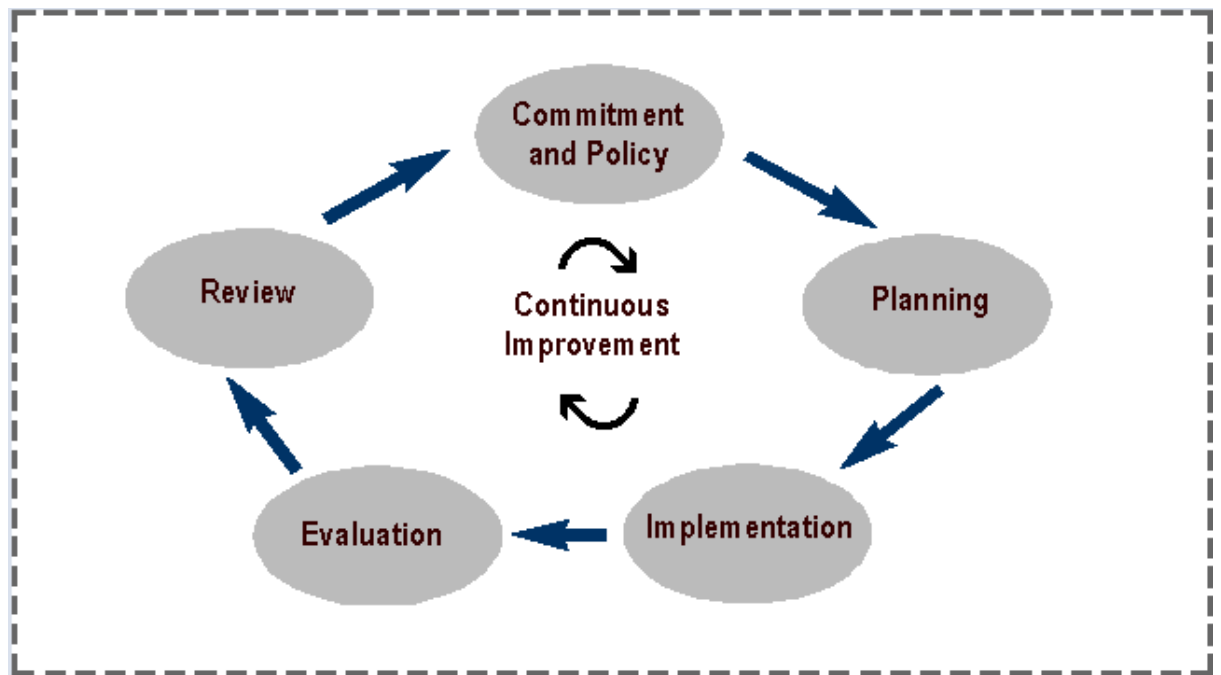 Commitment
and Policy
Review
Planning
Continuous
Improvement
Evaluation
Implementation